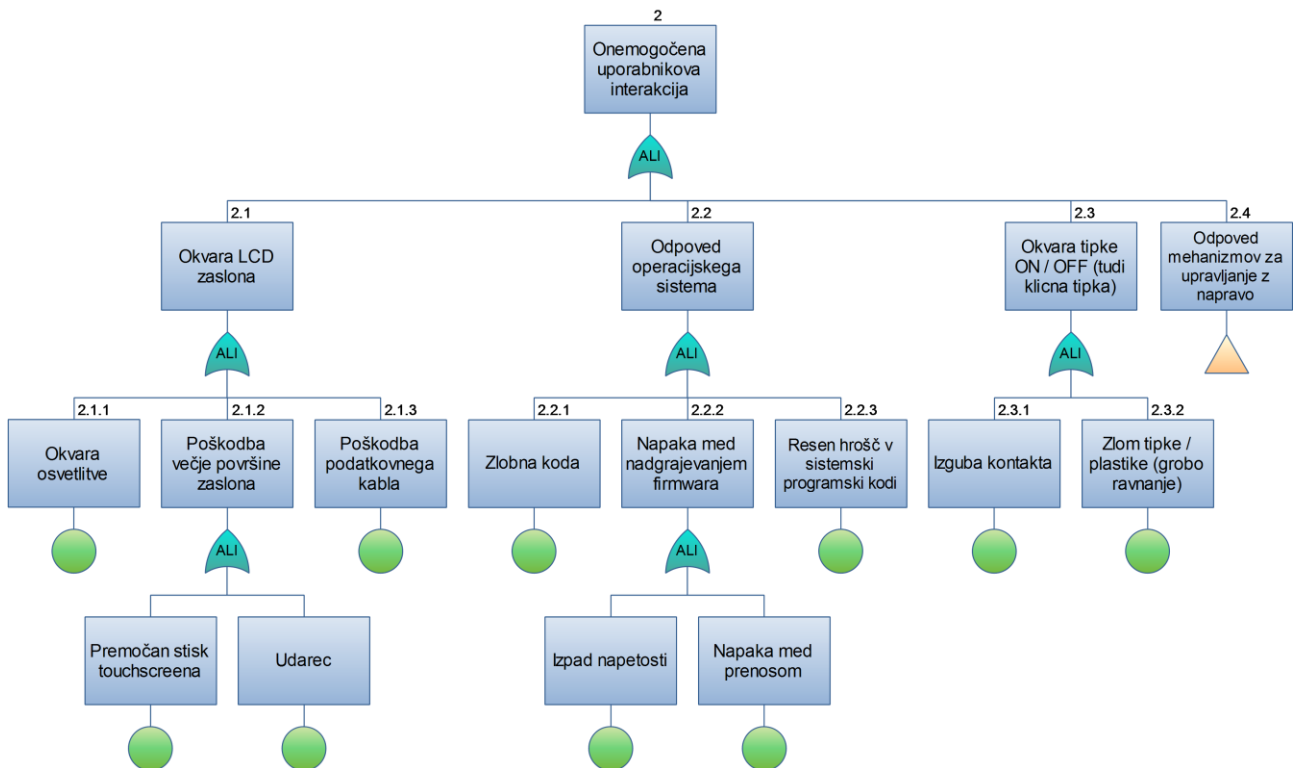 2
Onemogočena
uporabnikova
interakcija
ALI
2.1
Okvara LCD
zaslona
2.2
Odpoved
operacijskega
sistema
2.3
Okvara tipke
ON / OFF (tudi
klicna tipka)
2.4
Odpoved
mehanizmov za
upravljanje z
napravo
ALI
ALI
ALI
2.1.1
Okvara
osvetlitve
2.1.2
Poškodba
večje površine
zaslona
2.1.3
Poškodba
podatkovnega
kabla
2.2.1
Zlobna koda
2.2.2
Napaka med
nadgrajevanjem
firmwara
2.2.3
Resen hrošč v
sistemski
programski kodi
2.3.1
Izguba kontakta
2.3.2
Zlom tipke /
plastike (grobo
ravnanje)
ALI
ALI
Premočan stisk
touchscreena
Udarec
Izpad napetosti
Napaka med
prenosom